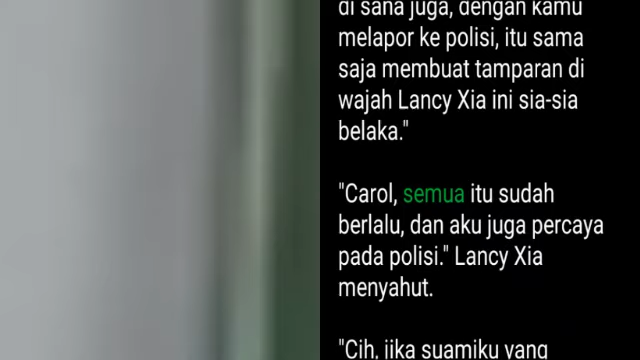 di sana juga, dengan kamu
melapor ke polisi, itu sama
saja membuat tamparan di
wajah Lancy Xia ini sia-sia
belaka."
"Carol, semua itu sudah
berlalu, dan aku juga percaya
pada polisi." Lancy Xia
menyahut.
"Cih, jika suamiku yang